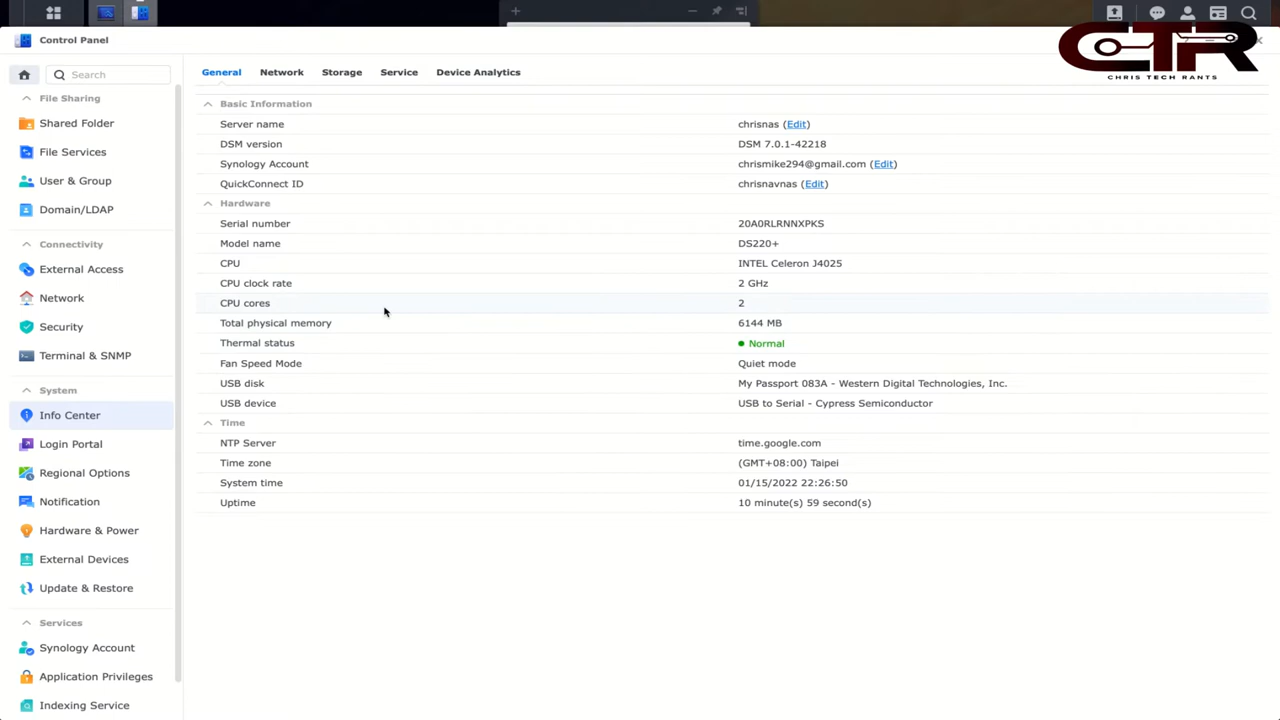 Control Panel
CTR
CHRIS TECH RANTS
Search
General Network Storage Service Device Analytics
File Sharing
Shared Folder
File Services
User & Group
Domain/LDAP
Connectivity
External Access
Network
Security
Terminal & SNMP
System
Info Center
Login Portal
Regional Options
Notification
Hardware & Power
External Devices
Update & Restore
Services
Synology Account
Application Privileges
Indexing Service
Basic Information
Server name chrisnas (Edit)
DSM version DSM 7.0.1-42218
Synology Account chrismike294@gmail.com (Edit)
QuickConnect ID chrisnavnas (Edit)
Hardware
Serial number 20A0RLRNNXPKS
Model name DS220+
CPU INTEL Celeron J4025
CPU clock rate 2 GHz
CPU cores 2
Total physical memory 6144 MB
Thermal status Normal
Fan Speed Mode Quiet mode
USB disk My Passport 083A - Western Digital Technologies, Inc.
USB device USB to Serial - Cypress Semiconductor
Time
NTP Server time.google.com
Time zone (GMT+08:00) Taipei
System time 01/15/2022 22:26:50
Uptime 10 minute(s) 59 second(s)